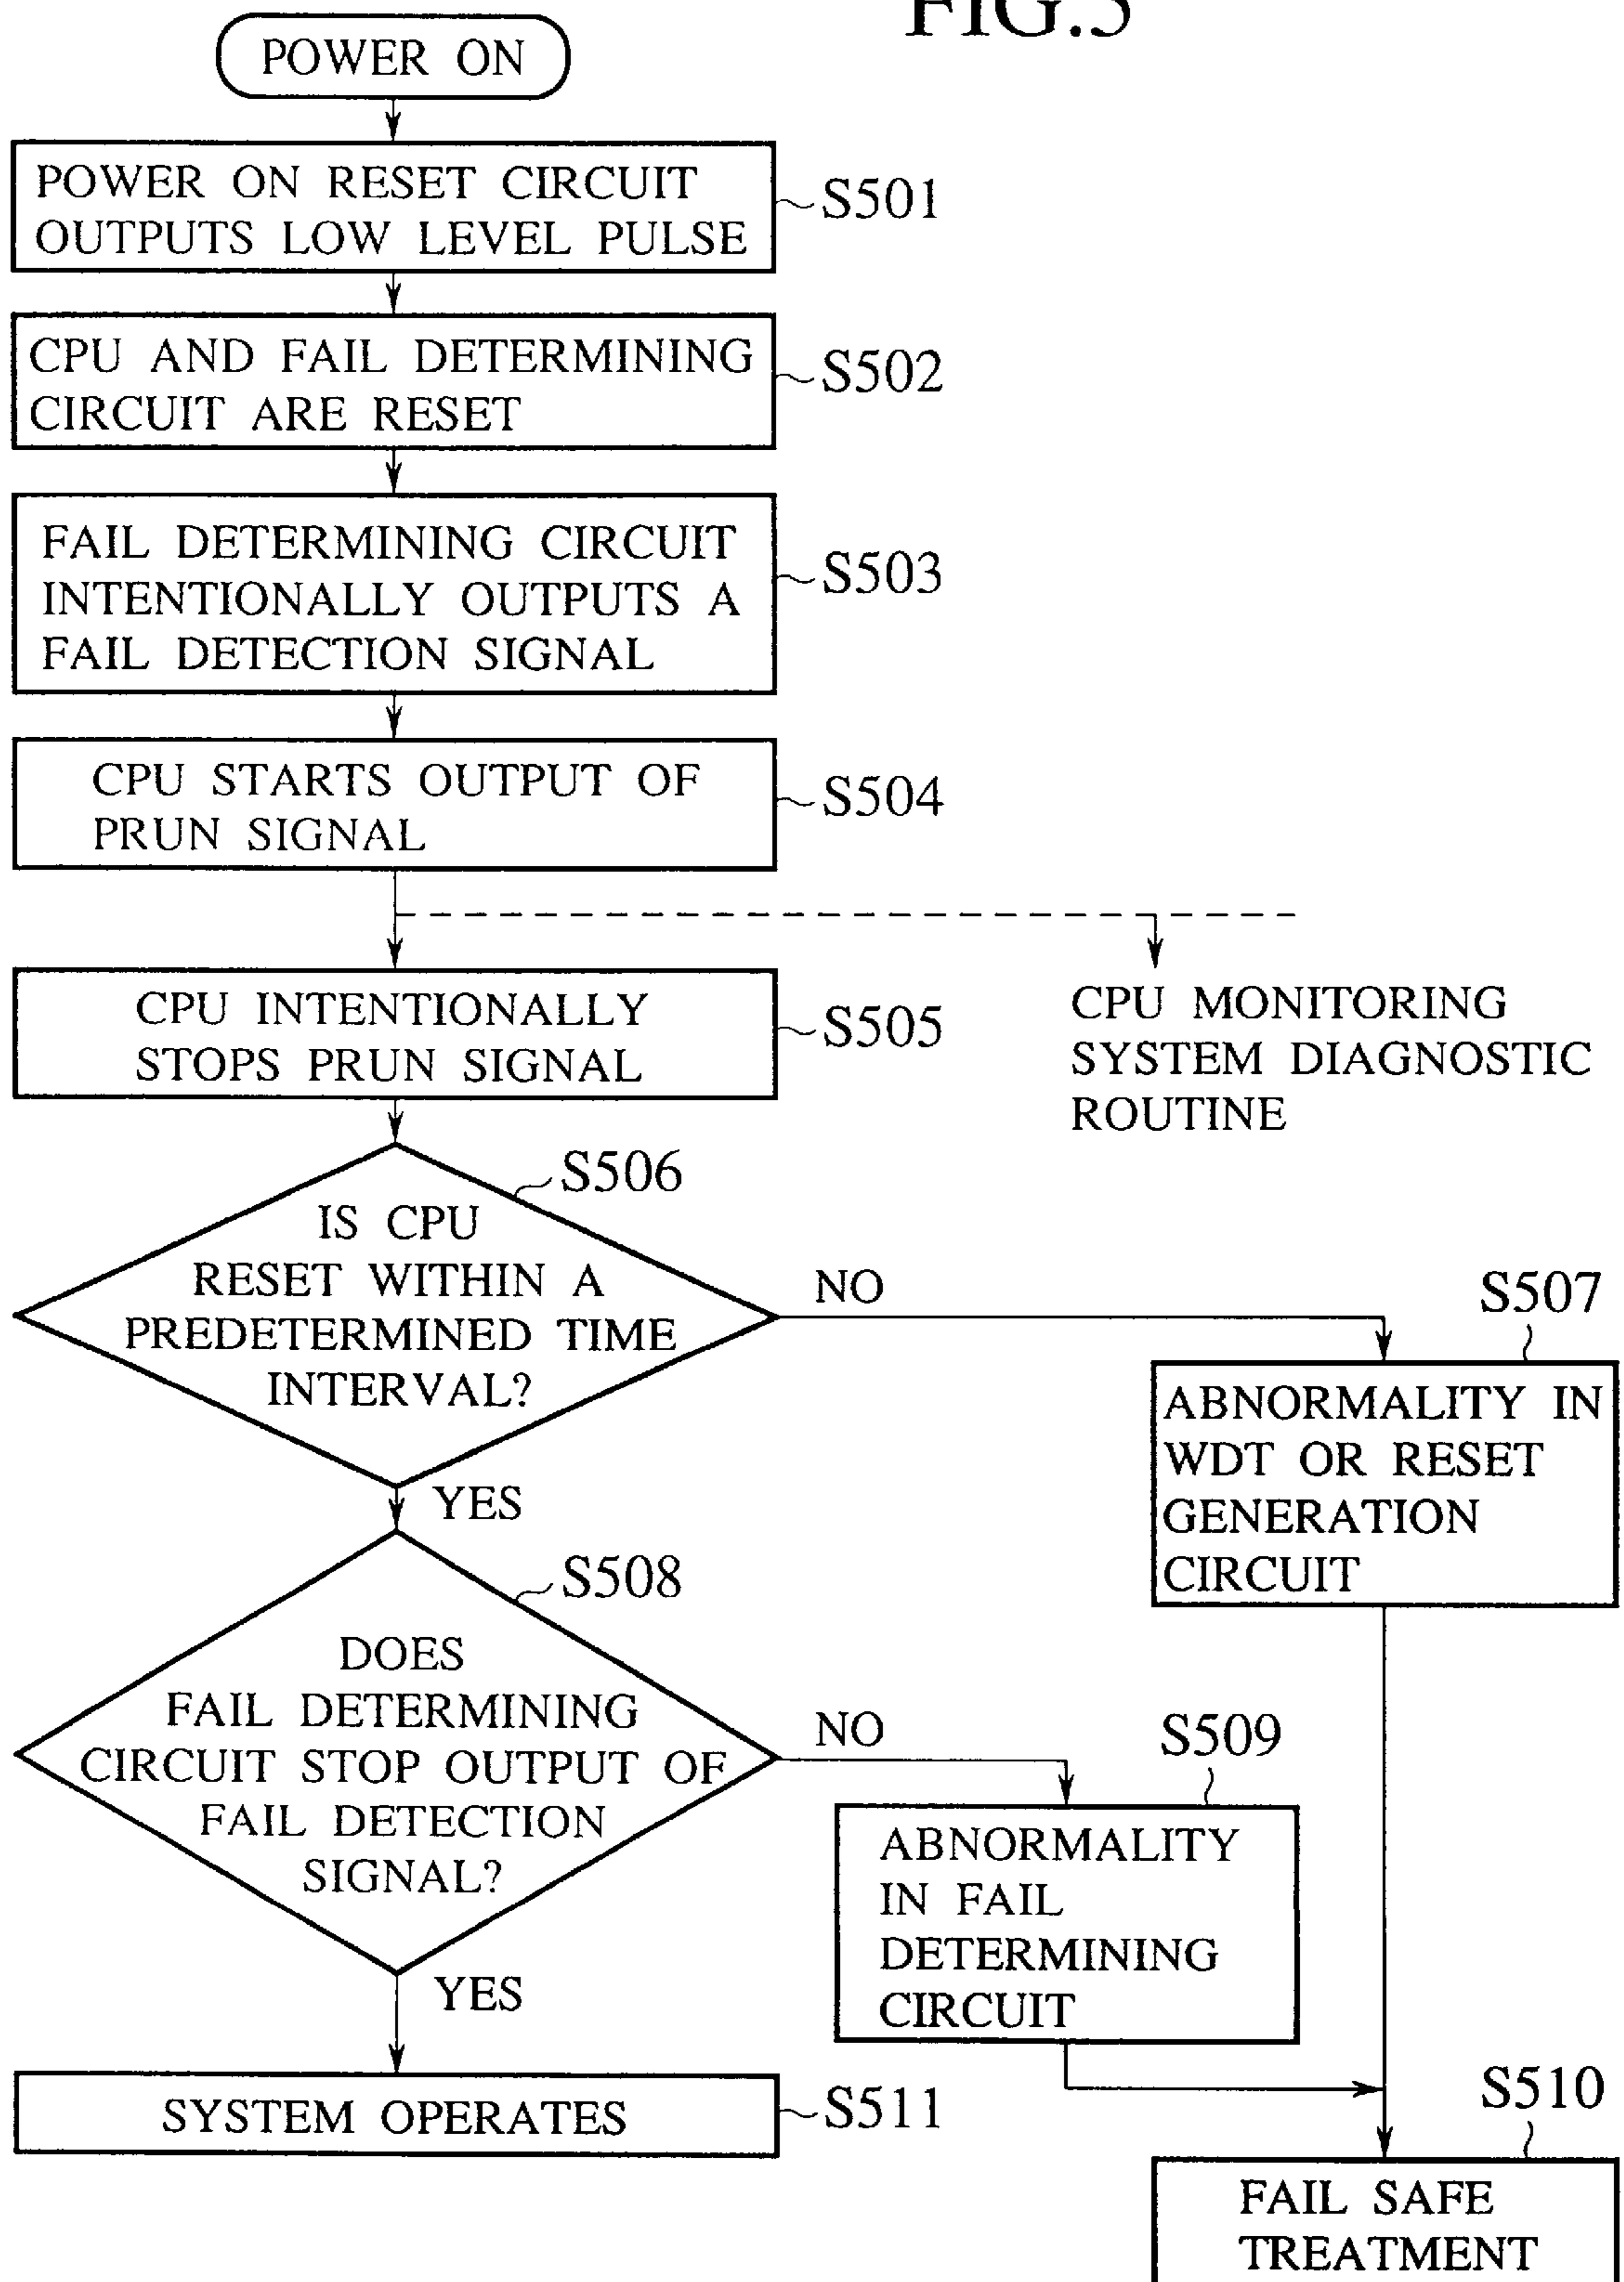 FIG.5
POWER ON
POWER ON RESET CIRCUIT
OUTPUTS LOW LEVEL PULSE
S501
CPU AND FAIL DETERMINING
CIRCUIT ARE RESET
S502
FAIL DETERMINING CIRCUIT
INTENTIONALLY OUTPUTS A
FAIL DETECTION SIGNAL
S503
CPU STARTS OUTPUT OF
PRUN SIGNAL
S504
CPU INTENTIONALLY
STOPS PRUN SIGNAL
S505
CPU MONITORING
SYSTEM DIAGNOSTIC
ROUTINE
S506
IS CPU
RESET WITHIN A
PREDETERMINED TIME
INTERVAL?
NO
YES
S507
ABNORMALITY IN
WDT OR RESET
GENERATION
CIRCUIT
S508
DOES
FAIL DETERMINING
CIRCUIT STOP OUTPUT OF
FAIL DETECTION
SIGNAL?
NO
YES
S509
ABNORMALITY
IN FAIL
DETERMINING
CIRCUIT
SYSTEM OPERATES
S511
S510
FAIL SAFE
TREATMENT